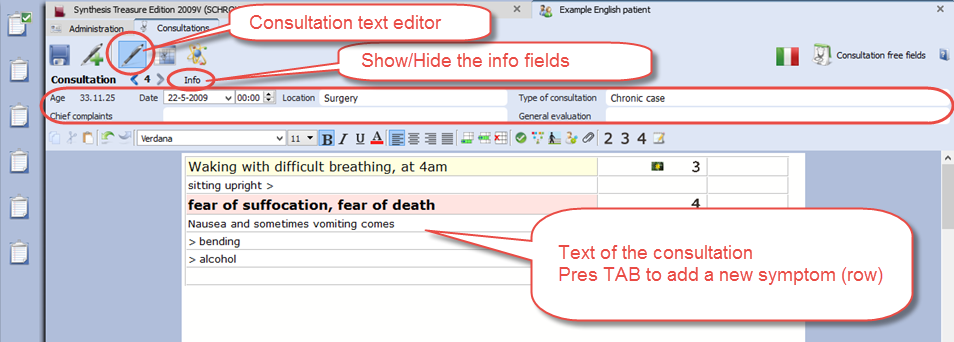 Synthesis Treasure Edition 2009V (SCHRO
Example English patient
Administration
Consultations
Consultation text editor
Consultation free fields
Show/Hide the info fields
Consultation 4 Info
Age 33.11.25 Date 22-5-2009 00:00 Location Surgery Type of consultation Chronic case
Chief complaints General evaluation
Verdana 11 B I U A 2 3 4
Waking with difficult breathing, at 4am 3
sitting upright >
fear of suffocation, fear of death 4
Nausea and sometimes vomiting comes
> bending
> alcohol
Text of the consultation
Pres TAB to add a new symptom (row)